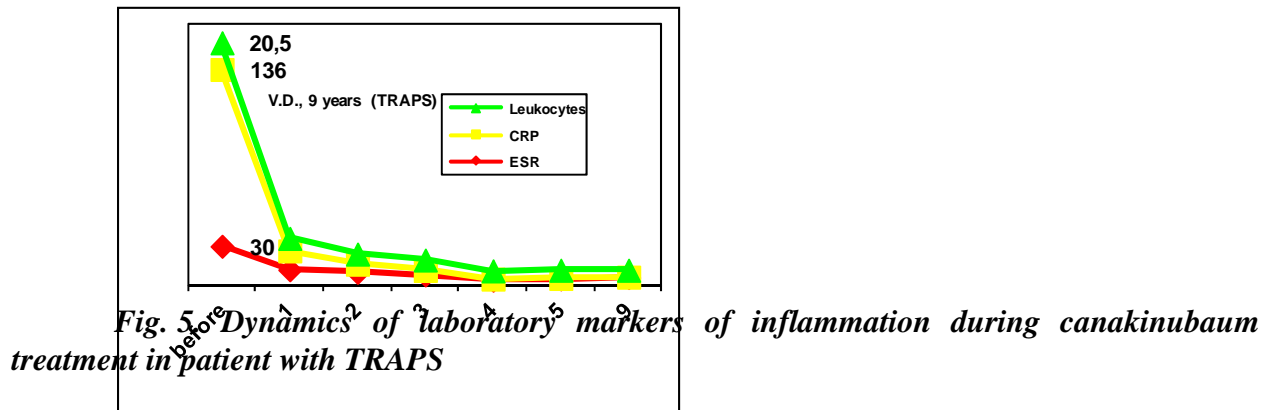 20,5
136
V.D., 9 years (TRAPS)
Leukocytes
CRP
ESR
30
before 1 2 3 4 5 9
Fig. 5. Dynamics of laboratory markers of inflammation during canakinubaum
treatment in patient with TRAPS